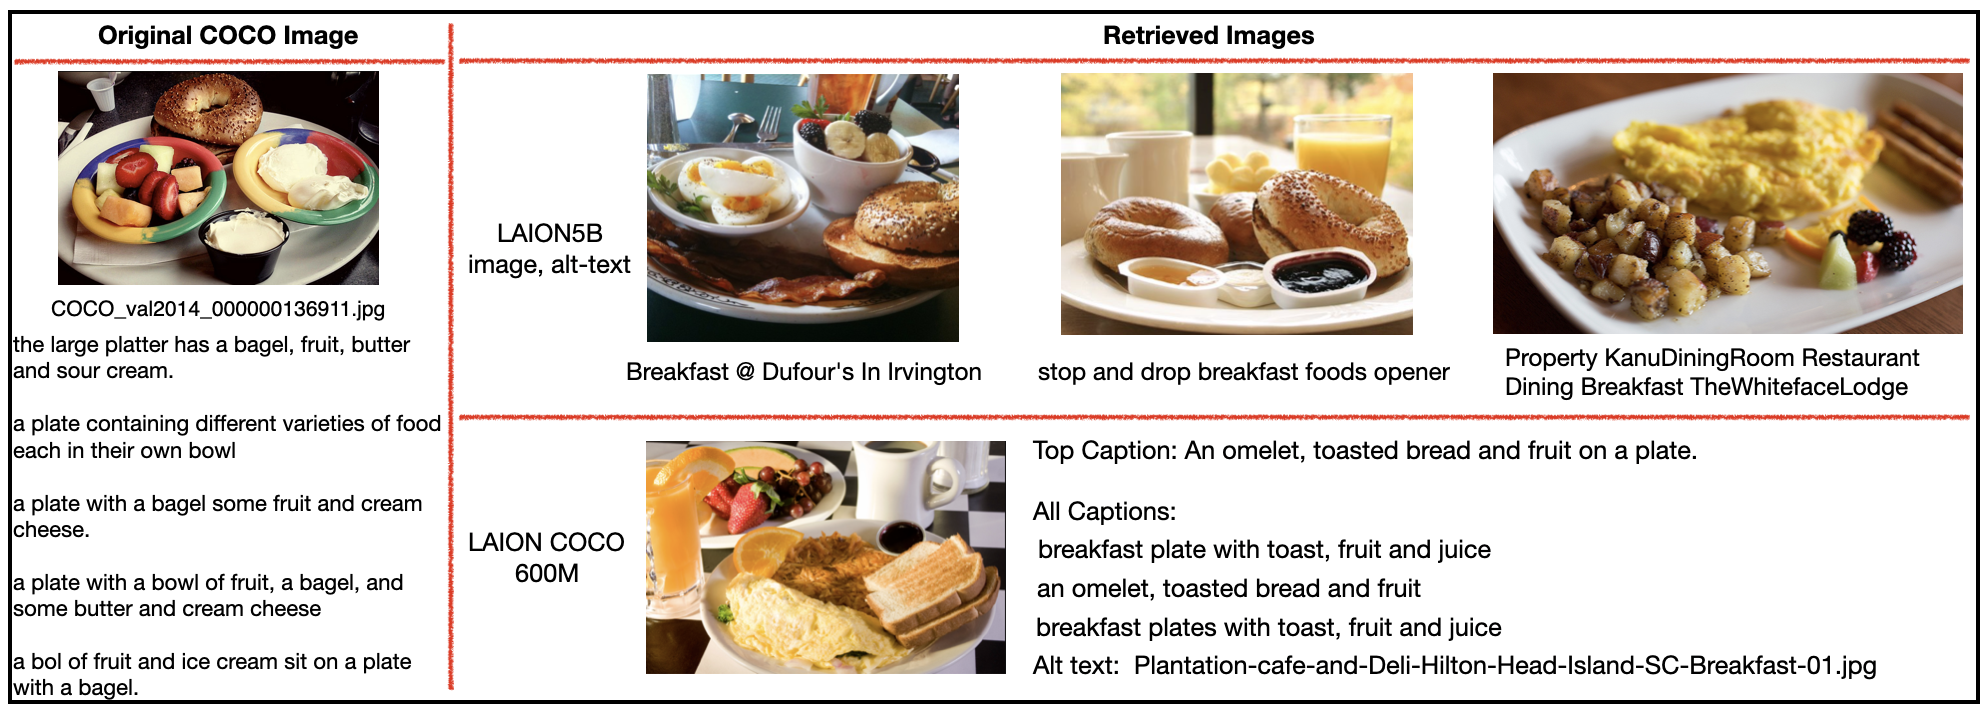 Original COCO Image
Retrieved Images
COCO_val2014_000000136911.jpg
the large platter has a bagel, fruit, butter
and sour cream.
a plate containing different varieties of food
each in their own bowl
a plate with a bagel some fruit and cream
cheese.
a plate with a bowl of fruit, a bagel, and
some butter and cream cheese
a bol of fruit and ice cream sit on a plate
with a bagel.
LAION5B
image, alt-text
Breakfast @ Dufour's In Irvington
stop and drop breakfast foods opener
Property KanuDiningRoom Restaurant
Dining Breakfast TheWhitefaceLodge
LAION COCO
600M
Top Caption: An omelet, toasted bread and fruit on a plate.
All Captions:
breakfast plate with toast, fruit and juice
an omelet, toasted bread and fruit
breakfast plates with toast, fruit and juice
Alt text: Plantation-cafe-and-Deli-Hilton-Head-Island-SC-Breakfast-01.jpg